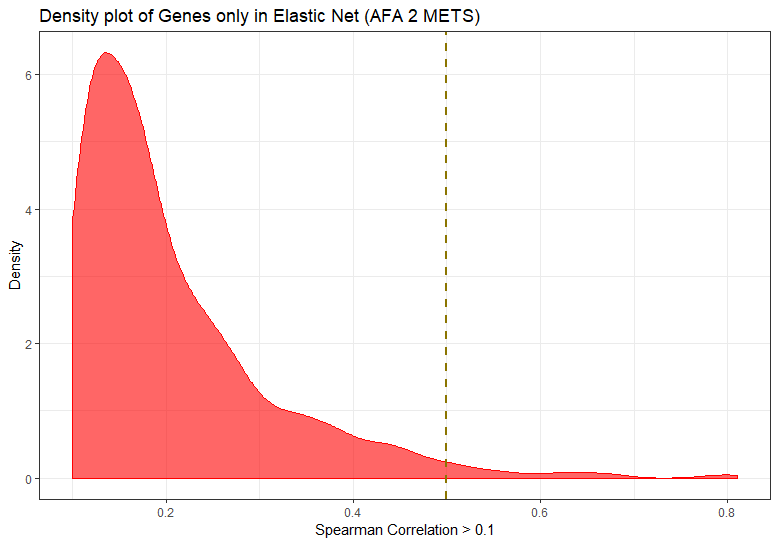 Density plot of Genes only in Elastic Net (AFA 2 METS)
6
4
2
0
Density
0.2 0.4 0.6 0.8
Spearman Correlation > 0.1